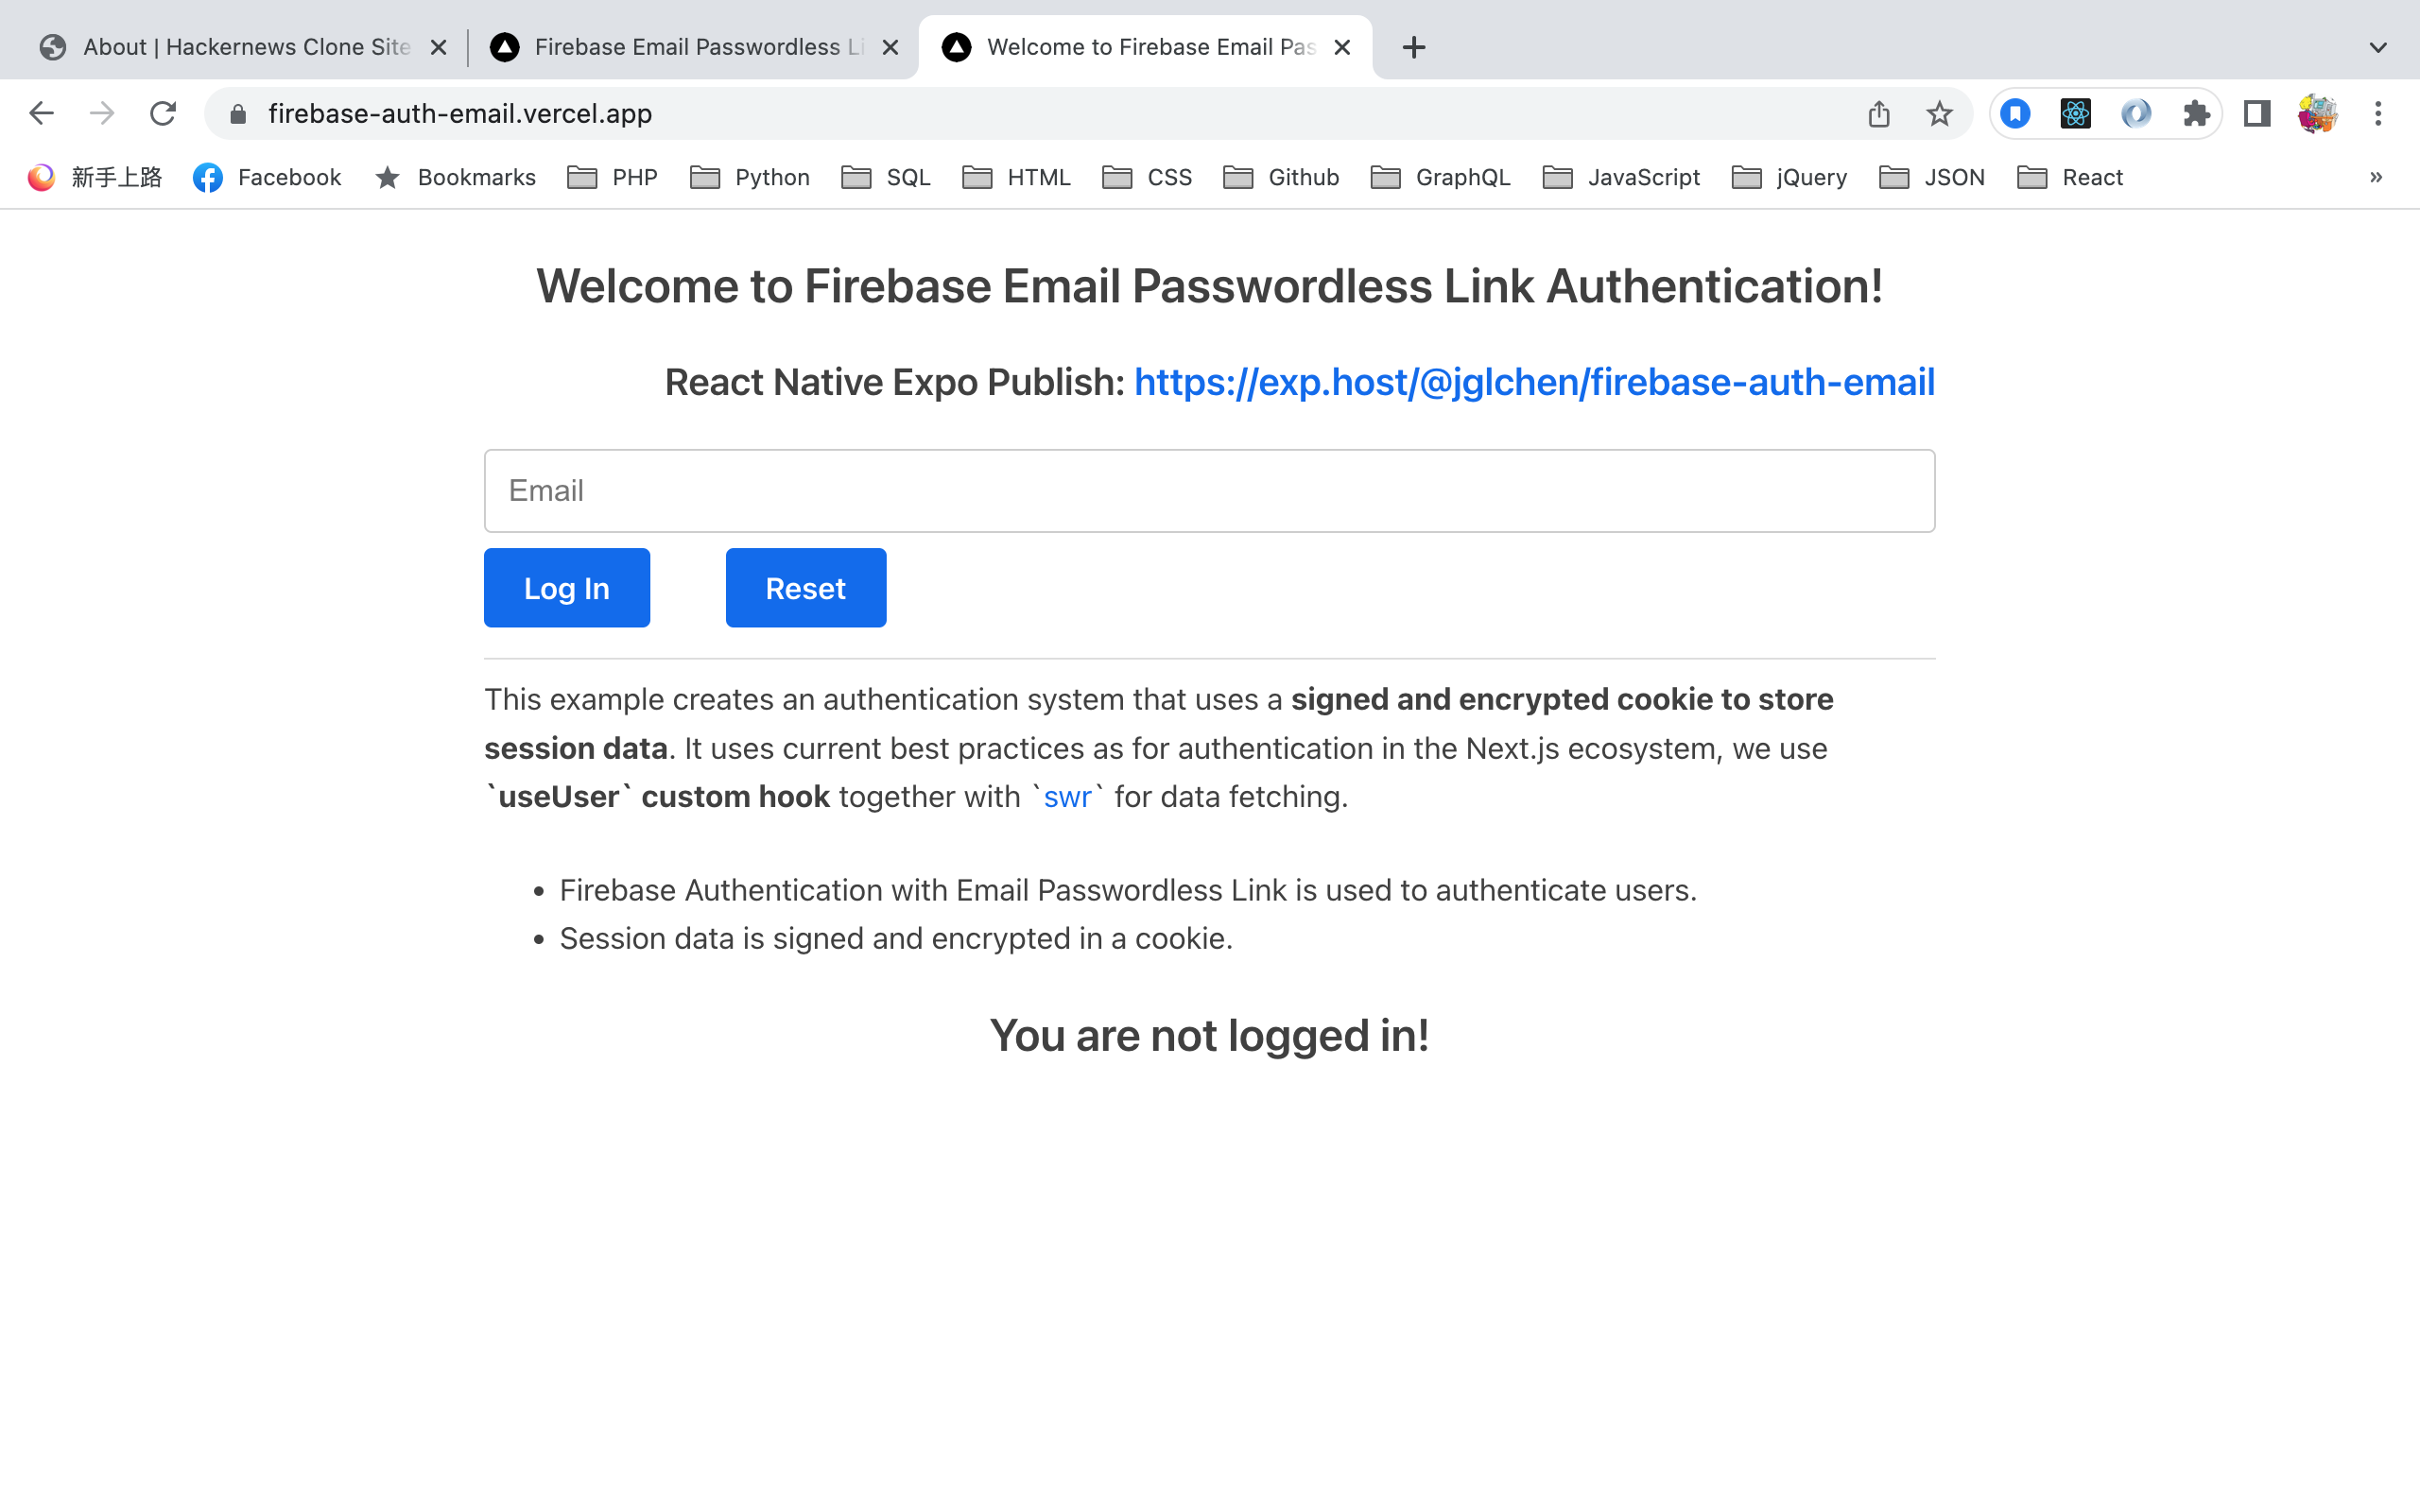 About | Hackernews Clone Site
Firebase Email Passwordless Li
Welcome to Firebase Email Pas
firebase-auth-email.vercel.app
新手上路 Facebook Bookmarks PHP Python SQL HTML CSS Github GraphQL JavaScript jQuery JSON React »
Welcome to Firebase Email Passwordless Link Authentication!
React Native Expo Publish: https://exp.host/@jglchen/firebase-auth-email
Email
Log In Reset
This example creates an authentication system that uses a signed and encrypted cookie to store
session data. It uses current best practices as for authentication in the Next.js ecosystem, we use
`useUser` custom hook together with `swr` for data fetching.
• Firebase Authentication with Email Passwordless Link is used to authenticate users.
• Session data is signed and encrypted in a cookie.
You are not logged in!